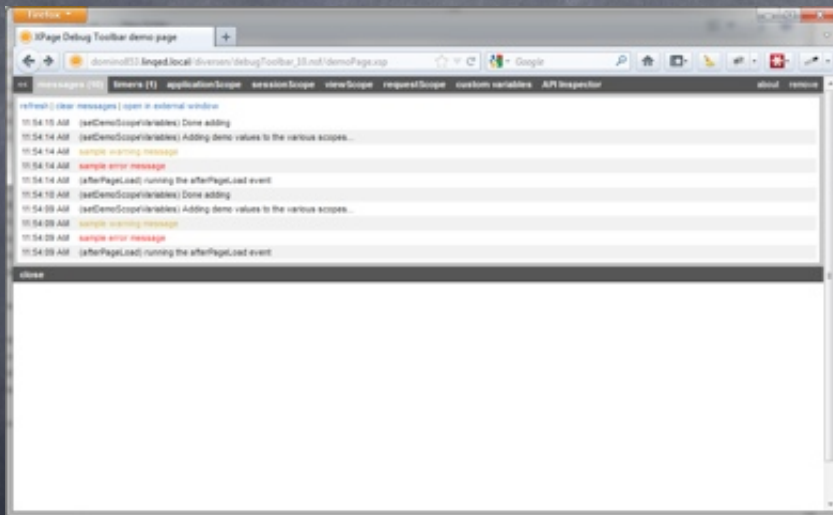 Firefox
XPage Debug Toolbar demo page
domino853.linqed.local/diversen/debugToolbar_30.nsf/demoPage.xsp
Google
<< messages (10) timers (1) applicationScope sessionScope viewScope requestScope custom variables API Inspector about remove
refresh | clear messages | open in external window
11:54:15 AM (setDemoScopeVariables) Done adding
11:54:14 AM (setDemoScopeVariables) Adding demo values to the various scopes...
11:54:14 AM sample warning message
11:54:14 AM sample error message
11:54:14 AM (afterPageLoad) running the afterPageLoad event
11:54:10 AM (setDemoScopeVariables) Done adding
11:54:09 AM (setDemoScopeVariables) Adding demo values to the various scopes...
11:54:09 AM sample warning message
11:54:09 AM sample error message
11:54:09 AM (afterPageLoad) running the afterPageLoad event
close